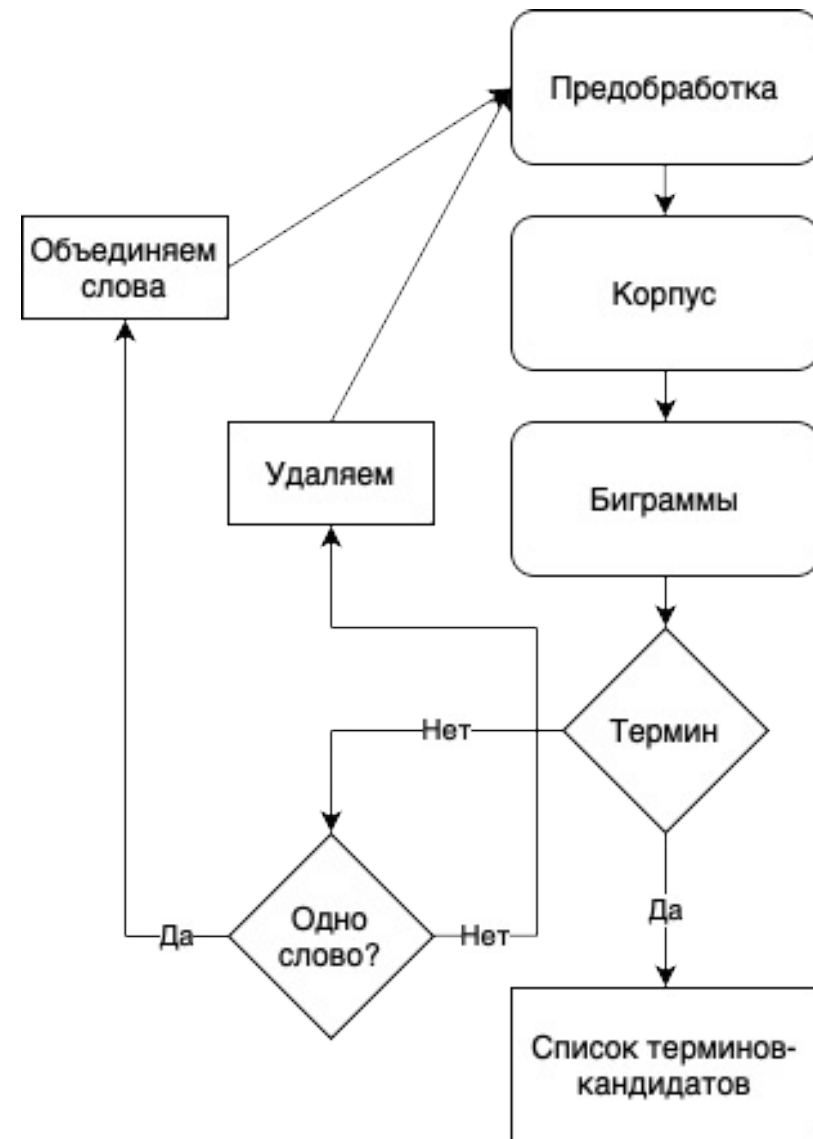 Предобработка
Объединяем
слова
Корпус
Удаляем
Биграммы
Нет
Термин
Да
Одно
слово?
Нет
Да
Список терминов-
кандидатов